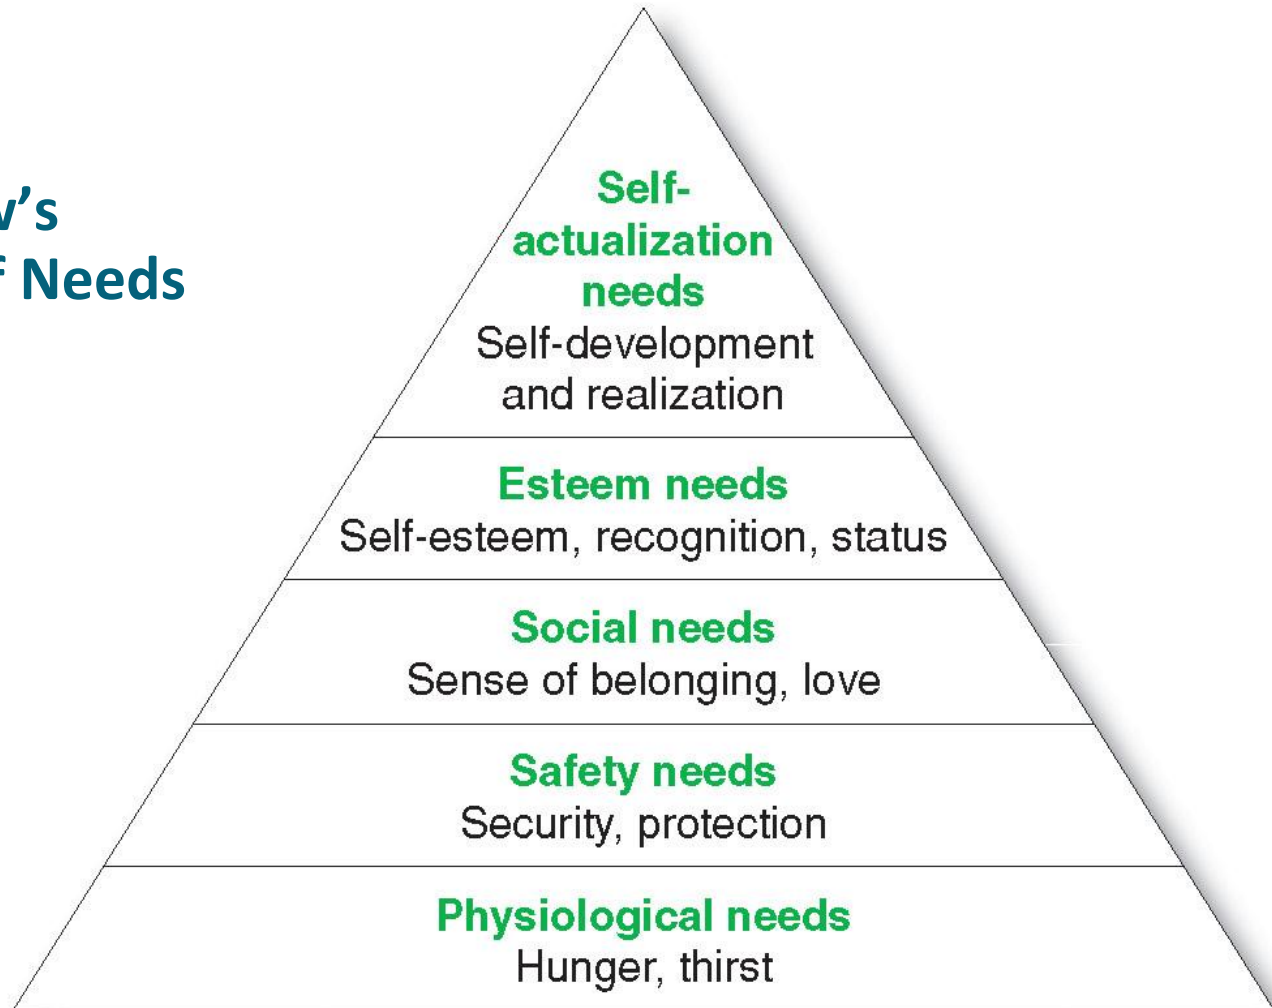 's
Needs
Self-
actualization
needs
Self-development
and realization
Esteem needs
Self-esteem, recognition, status
Social needs
Sense of belonging, love
Safety needs
Security, protection
Physiological needs
Hunger, thirst